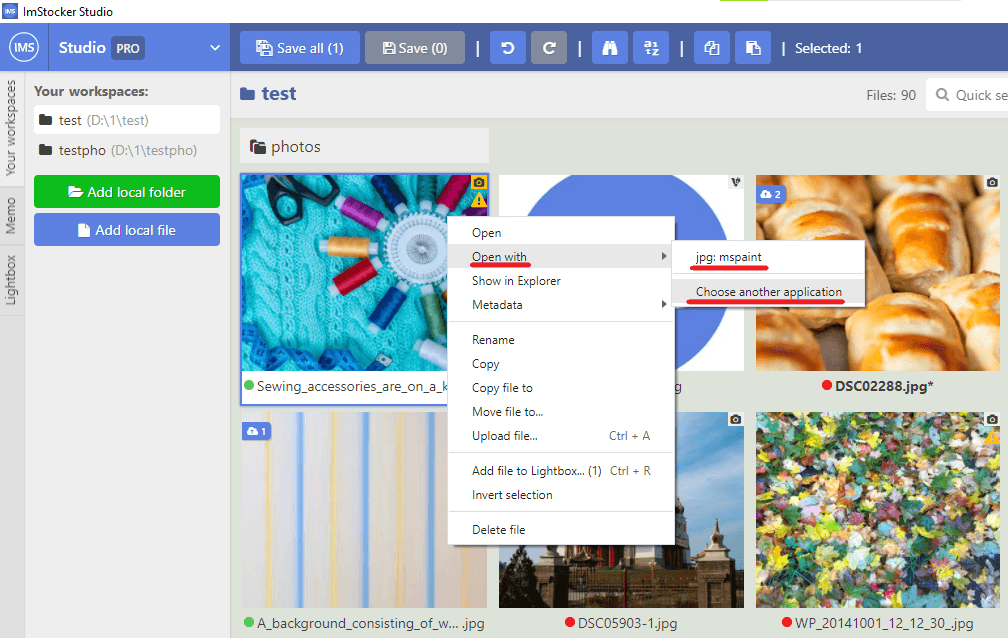 IMS ImStocker Studio
IMS Studio PRO
Save all (1)
Save (0)
Selected: 1
Your workspaces
Memo
Lightbox
Your workspaces:
test (D:\1\test)
testpho (D:\1\testpho)
Add local folder
Add local file
test
Files: 90
Quick se
photos
2
Open
Open with
Show in Explorer
Metadata
Rename
Copy
Copy file to
Move file to...
Upload file... Ctrl + A
Add file to Lightbox... (1) Ctrl + R
Invert selection
Delete file
jpg: mspaint
Choose another application
Sewing_accessories_are_on_a_k
g
DSC02288.jpg*
1
A_background_consisting_of_w... .jpg
DSC05903-1.jpg
WP_20141001_12_12_30_.jpg